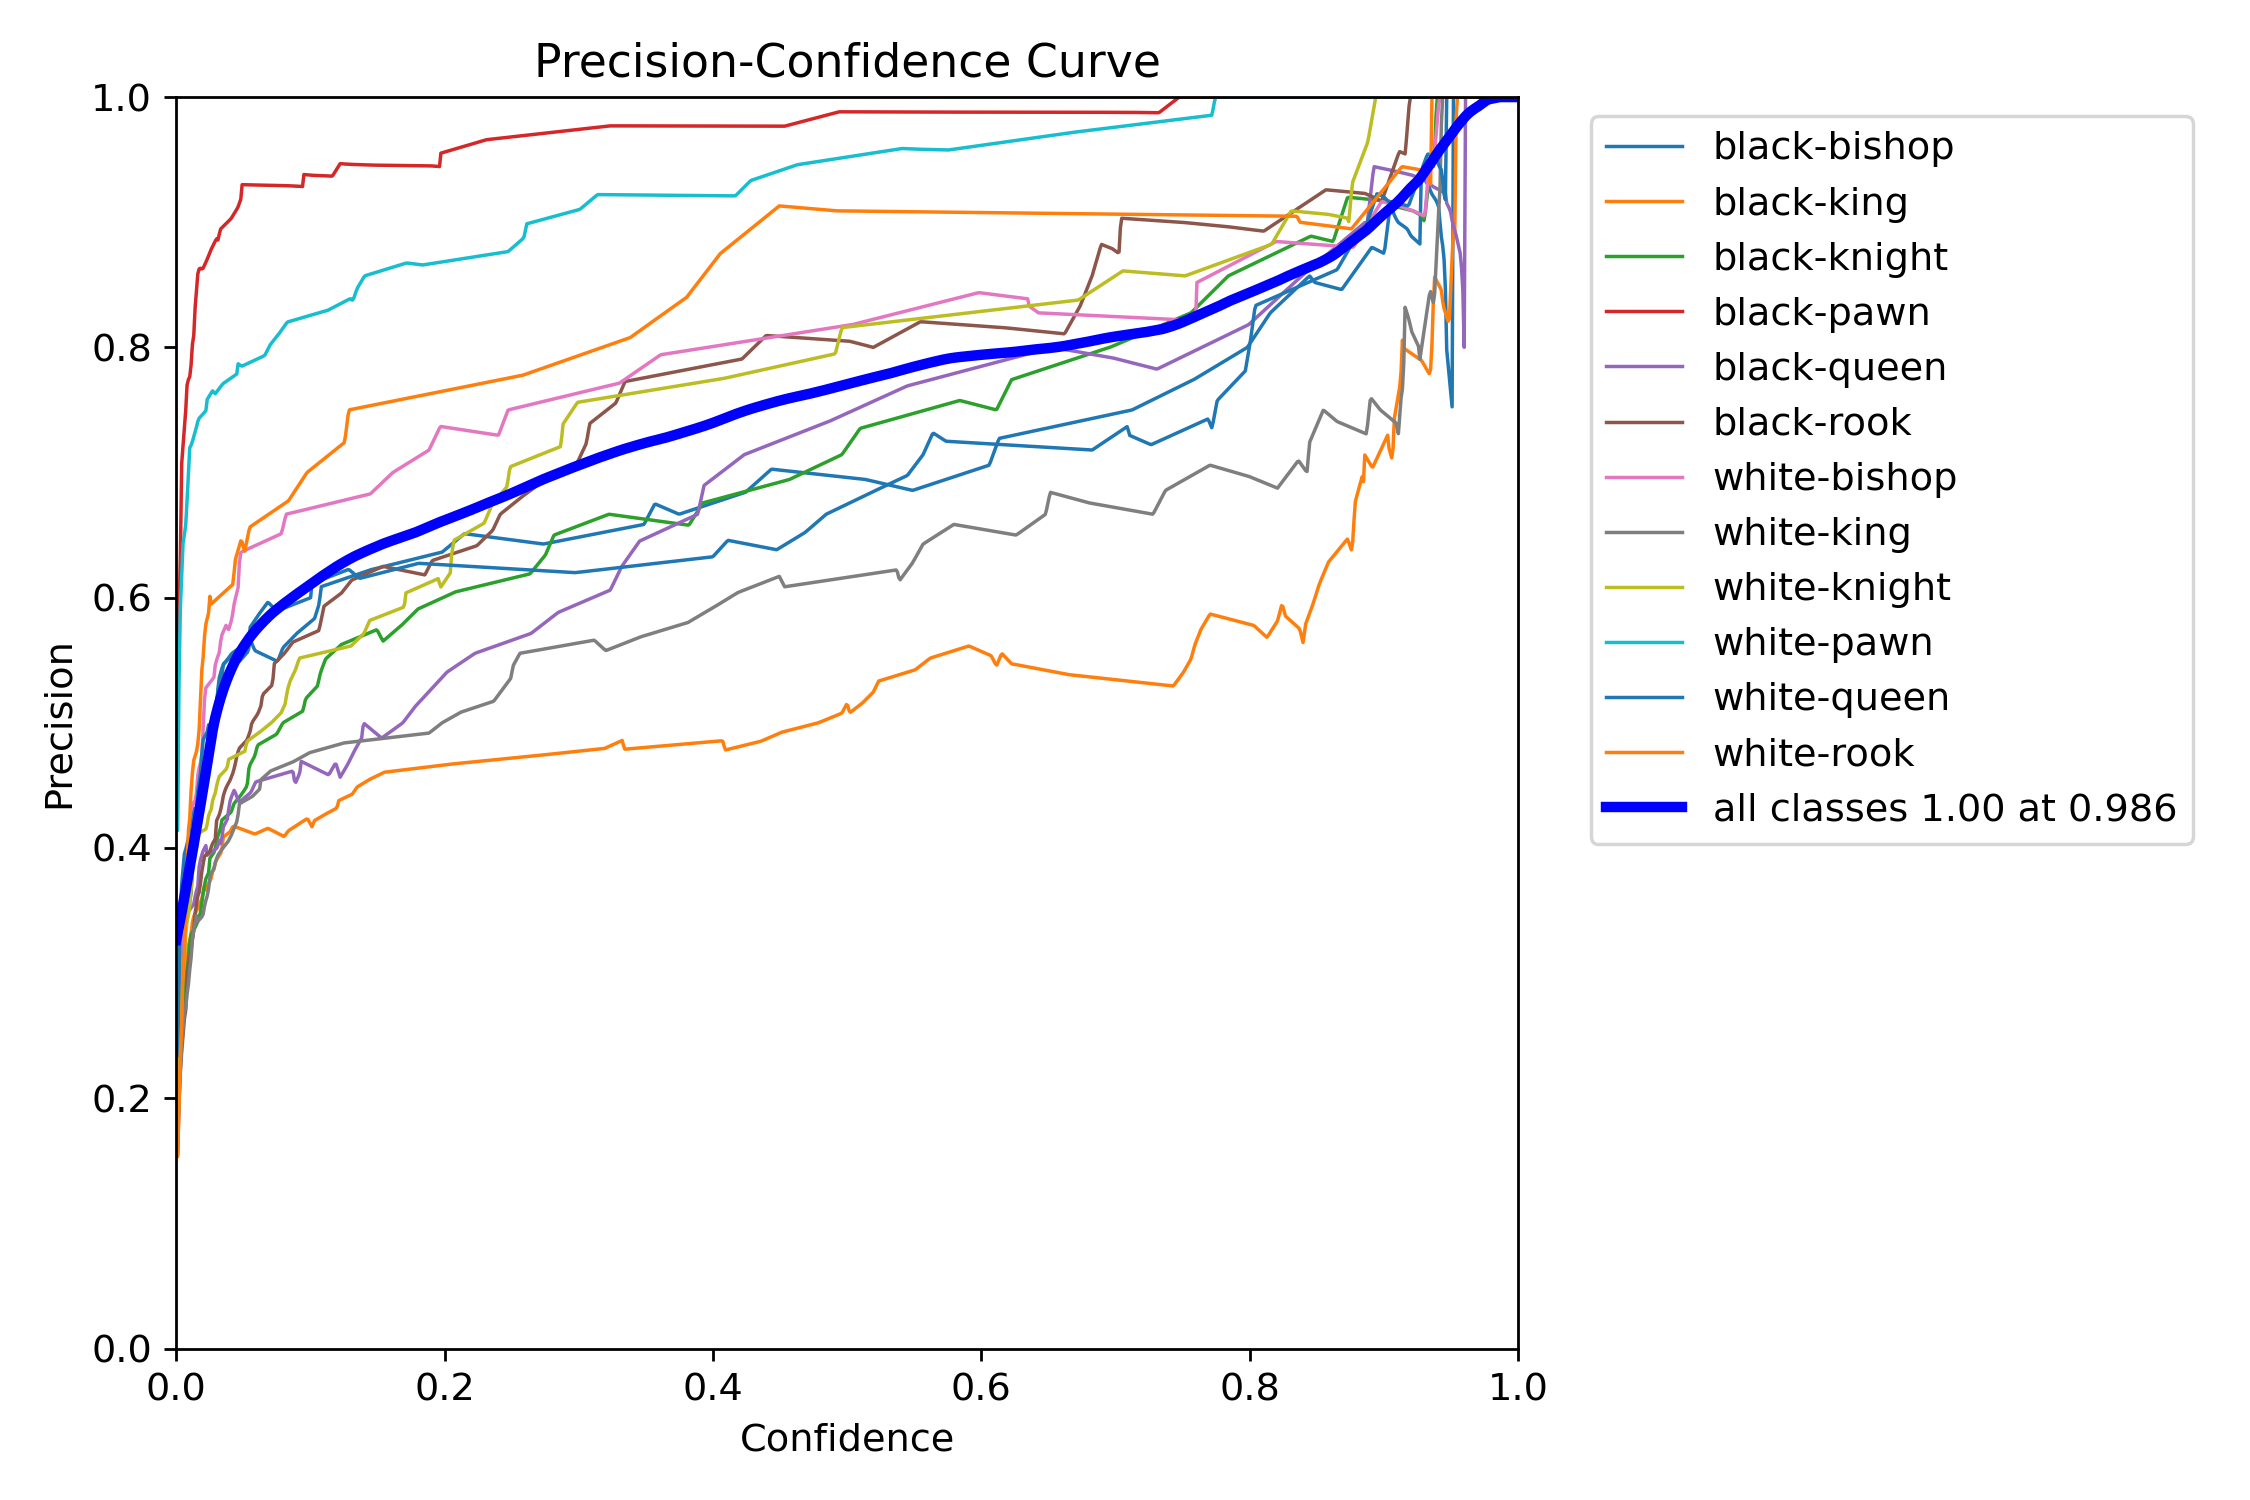 Precision-Confidence Curve
1.0
0.8
0.6
0.4
0.2
0.0
Precision
0.0 0.2 0.4 0.6 0.8 1.0
Confidence
black-bishop
black-king
black-knight
black-pawn
black-queen
black-rook
white-bishop
white-king
white-knight
white-pawn
white-queen
white-rook
all classes 1.00 at 0.986